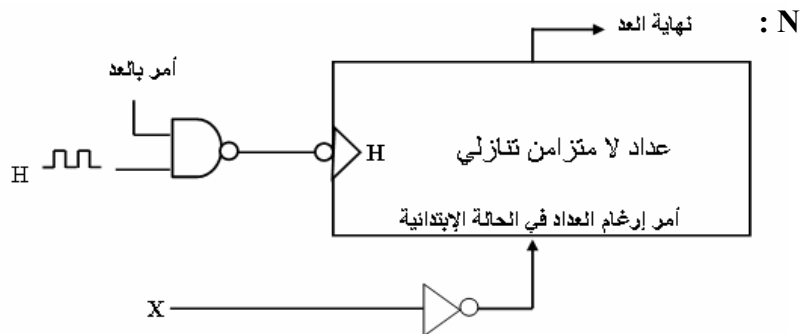 نهاية العد : N
أمر بالعد
H
H
عداد لا متزامن تنازلي
أمر إرغام العداد في الحالة الإبتدائية
X